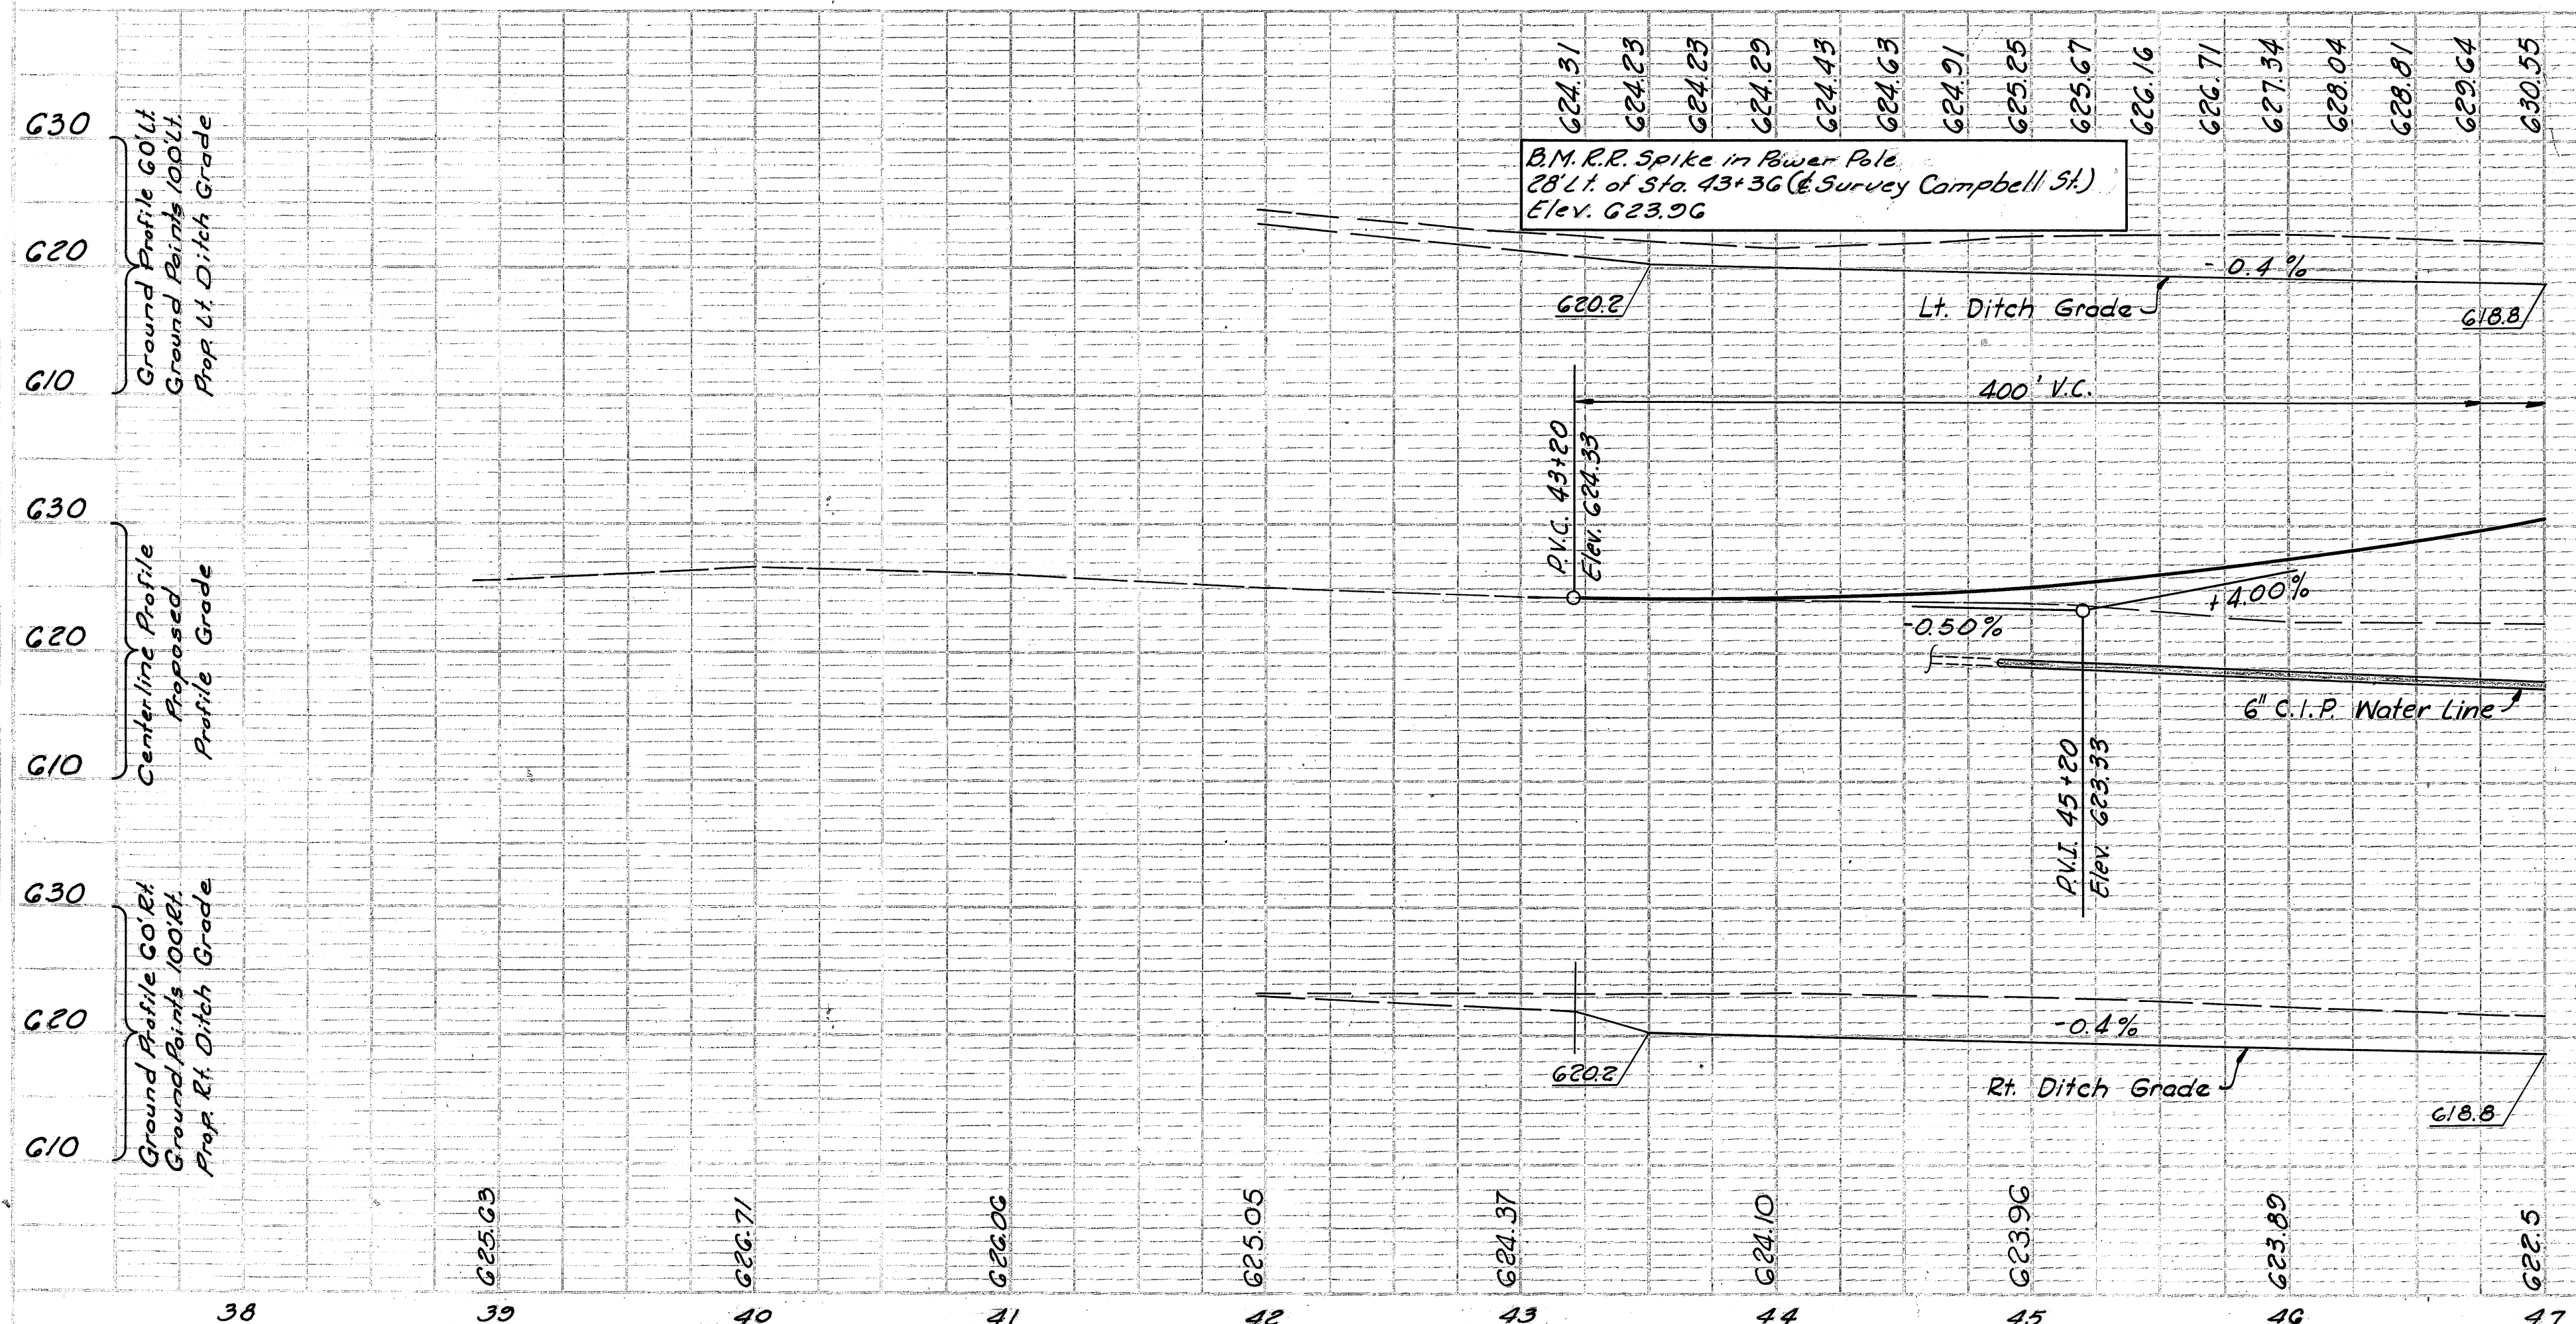 624.31
624.23
624.23
624.29
624.43
624.63
624.91
625.25
625.67
626.16
626.71
627.34
628.04
628.81
629.64
630.55
630
620
610
Ground Profile 60' Lt.
Ground Points 100' Lt.
Prop. Lt. Ditch Grade
B.M. R.R. Spike in Power Pole
28' Lt. of Sta. 43+36 (℄ Survey Campbell St.)
Elev. 623.96
620.2
- 0.4 %
Lt. Ditch Grade
618.8
400' V.C.
P.V.C. 43+20
Elev. 624.33
630
620
610
Centerline Profile
Proposed
Profile Grade
-0.50%
+4.00%
6" C.I.P. Water Line
P.V.I. 45+20
Elev. 623.33
630
620
610
Ground Profile 60' Rt.
Ground Points 100' Rt.
Prop. Rt. Ditch Grade
620.2
-0.4%
Rt. Ditch Grade
618.8
625.63
626.71
626.06
625.05
624.37
624.10
623.96
623.89
622.5
38 39 40 41 42 43 44 45 46 47